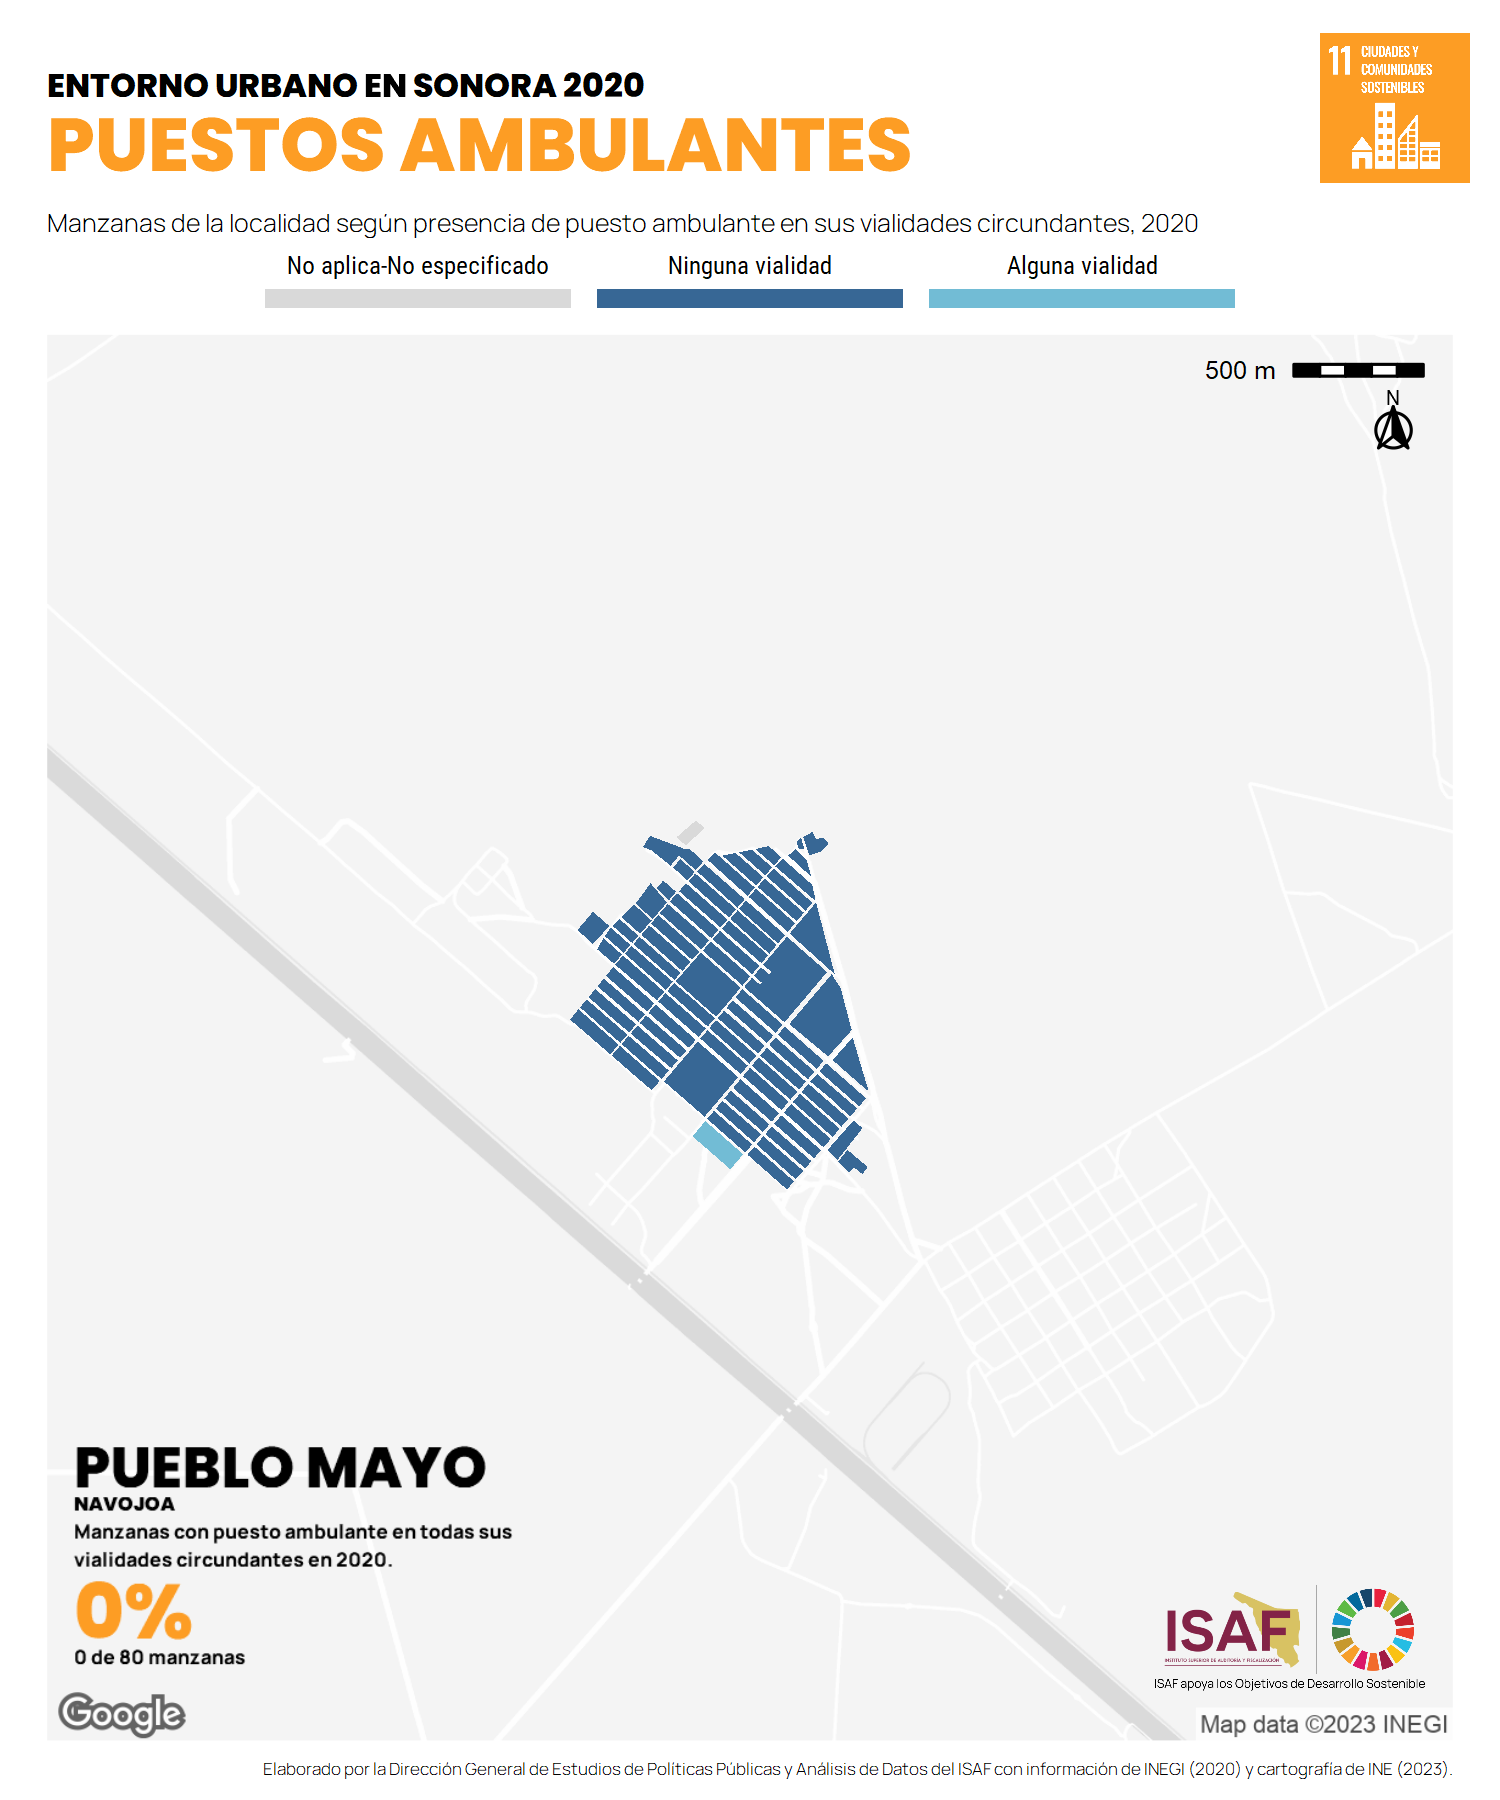 ENTORNO URBANO EN SONORA 2020
PUESTOS AMBULANTES
11 CIUDADES Y
COMUNIDADES
SOSTENIBLES
Manzanas de la localidad según presencia de puesto ambulante en sus vialidades circundantes, 2020
No aplica-No especificado
Ninguna vialidad
Alguna vialidad
500 m
N
PUEBLO MAYO
NAVOJOA
Manzanas con puesto ambulante en todas sus
vialidades circundantes en 2020.
0%
0 de 80 manzanas
Google
ISAF
INSTITUTO SUPERIOR DE AUDITORÍA Y FISCALIZACIÓN
ISAF apoya los Objetivos de Desarrollo Sostenible
Map data ©2023 INEGI
Elaborado por la Dirección General de Estudios de Políticas Públicas y Análisis de Datos del ISAF con información de INEGI (2020) y cartografía de INE (2023).